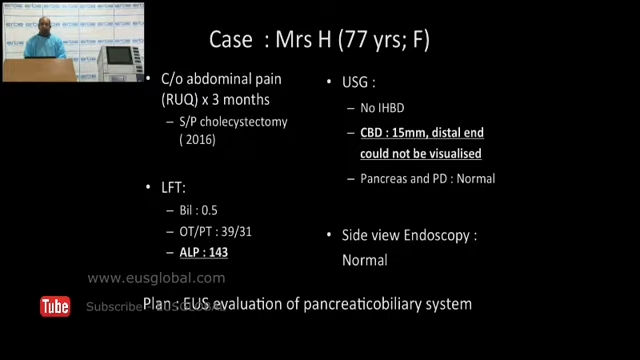 Case : Mrs H (77 yrs; F)
• C/o abdominal pain
(RUQ) x 3 months
– S/P cholecystectomy
( 2016)
• LFT:
– Bil : 0.5
– OT/PT : 39/31
– ALP : 143
• USG :
– No IHBD
– CBD : 15mm, distal end
could not be visualised
– Pancreas and PD : Normal
• Side view Endoscopy :
Normal
www.eusglobal.com
Tube
Subscribe - EUSGLOBAL
Plan : EUS evaluation of pancreaticobiliary system